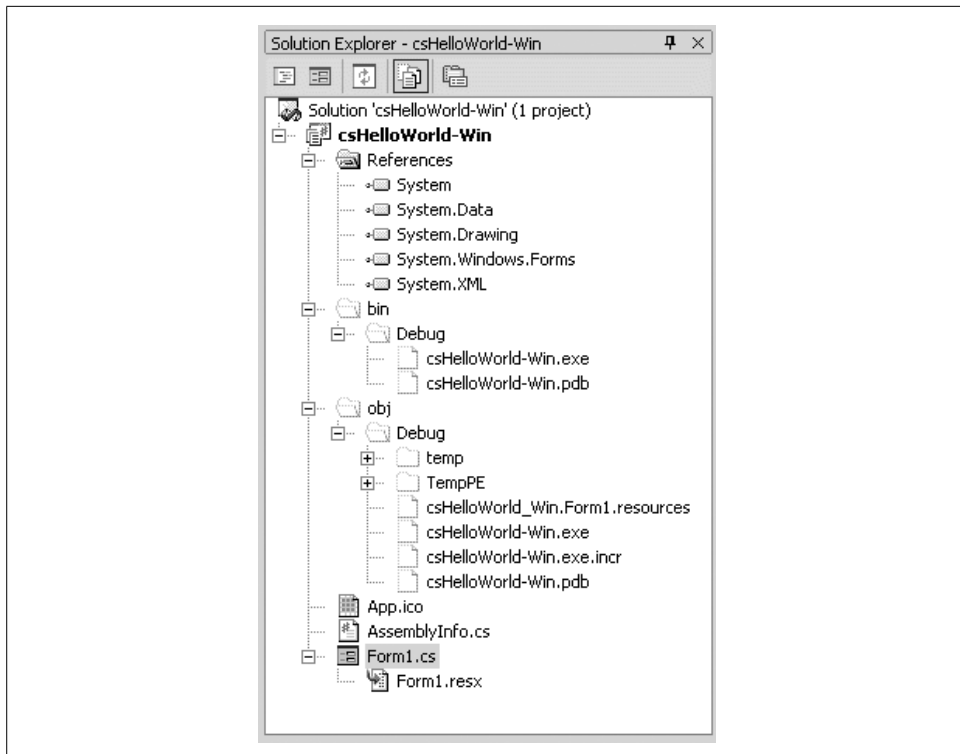 Solution Explorer - csHelloWorld-Win
Solution 'csHelloWorld-Win' (1 project)
csHelloWorld-Win
References
System
System.Data
System.Drawing
System.Windows.Forms
System.XML
bin
Debug
csHelloWorld-Win.exe
csHelloWorld-Win.pdb
obj
Debug
temp
TempPE
csHelloWorld_Win.Form1.resources
csHelloWorld-Win.exe
csHelloWorld-Win.exe.incr
csHelloWorld-Win.pdb
App.ico
AssemblyInfo.cs
Form1.cs
Form1.resx